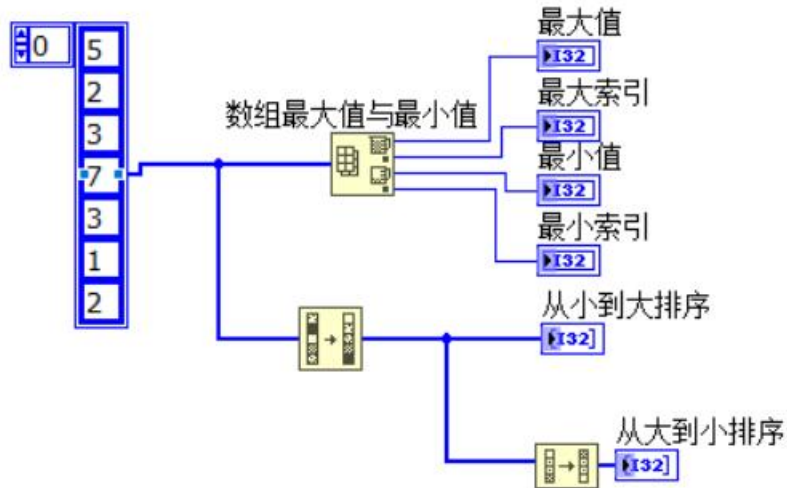 最大值
0
5
I32
2
最大索引
3
数组最大值与最小值
I32
最小值
7
I32
3
最小索引
1
I32
2
从小到大排序
[I32]
从大到小排序
[I32]